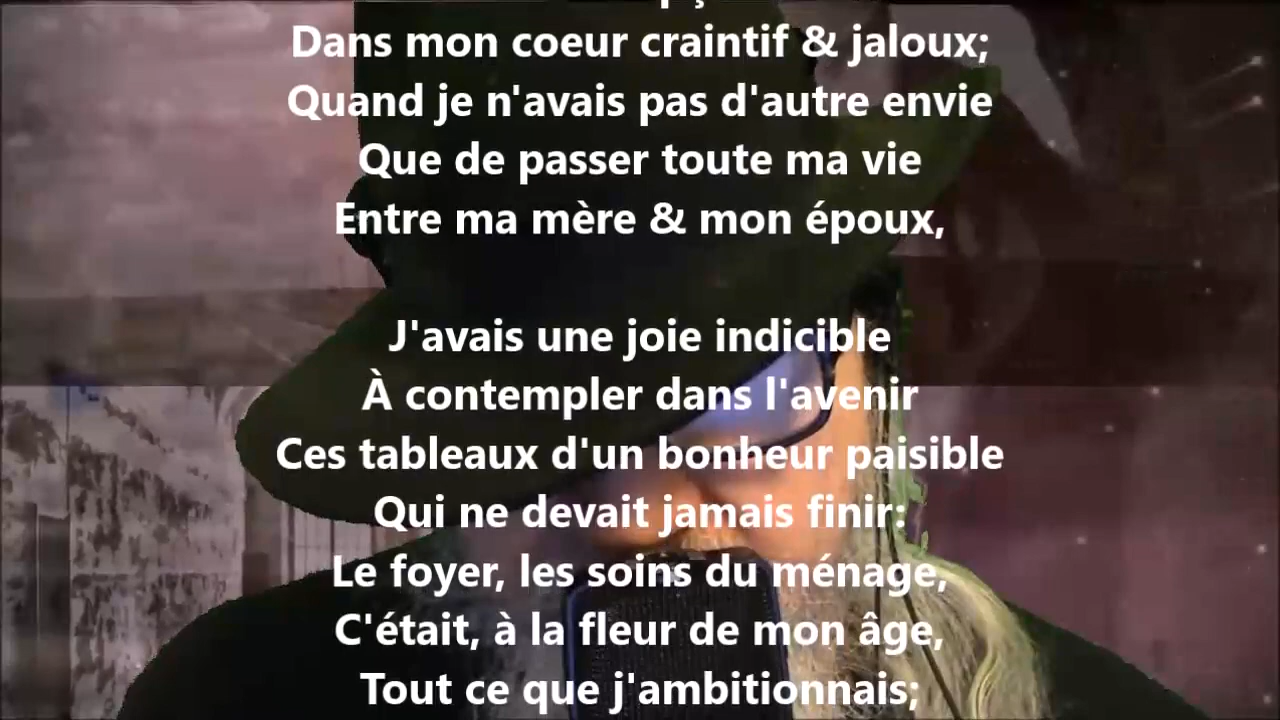 Dans mon coeur craintif & jaloux;
Quand je n'avais pas d'autre envie
Que de passer toute ma vie
Entre ma mère & mon époux,
J'avais une joie indicible
À contempler dans l'avenir
Ces tableaux d'un bonheur paisible
Qui ne devait jamais finir:
Le foyer, les soins du ménage,
C'était, à la fleur de mon âge,
Tout ce que j'ambitionnais;